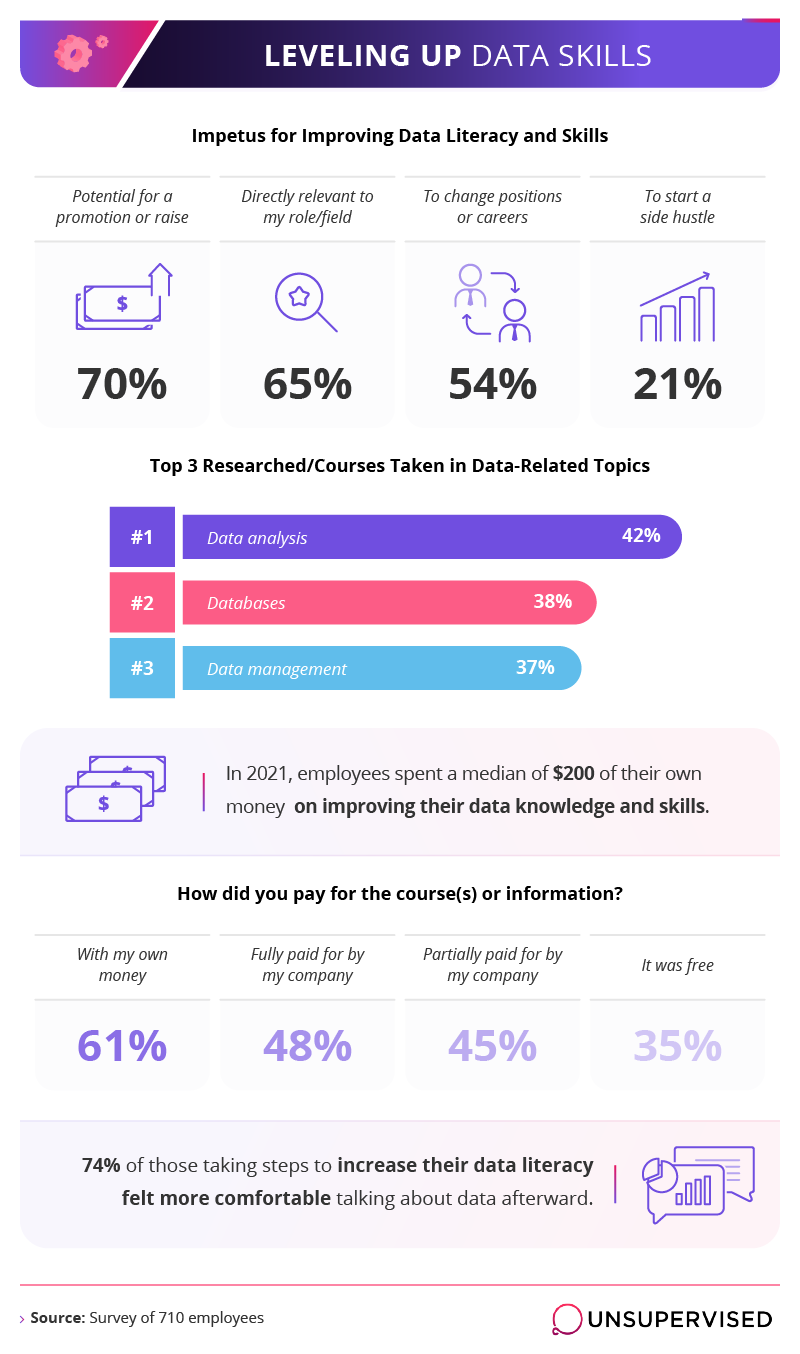 LEVELING UP DATA SKILLS
Impetus for Improving Data Literacy and Skills
Potential for a
promotion or raise
Directly relevant to
my role/field
To change positions
or careers
To start a
side hustle
$
70%
65%
54%
21%
Top 3 Researched/Courses Taken in Data-Related Topics
#1 Data analysis 42%
#2 Databases 38%
#3 Data management 37%
$
$
$
In 2021, employees spent a median of $200 of their own
money on improving their data knowledge and skills.
How did you pay for the course(s) or information?
With my own
money
Fully paid for by
my company
Partially paid for by
my company
It was free
61%
48%
45%
35%
74% of those taking steps to increase their data literacy
felt more comfortable talking about data afterward.
Source: Survey of 710 employees
UNSUPERVISED